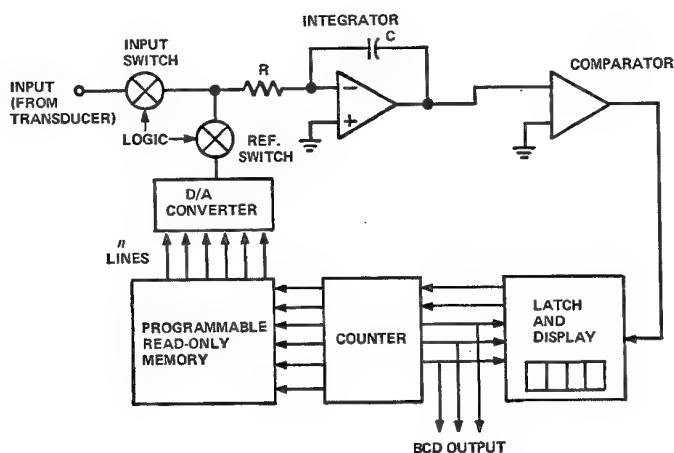 INTEGRATOR
INPUT
SWITCH
C
R
COMPARATOR
INPUT
(FROM
TRANSDUCER)
−
+
LOGIC
REF.
SWITCH
D/A
CONVERTER
n
LINES
PROGRAMMABLE
READ-ONLY
MEMORY
COUNTER
LATCH
AND
DISPLAY
BCD OUTPUT